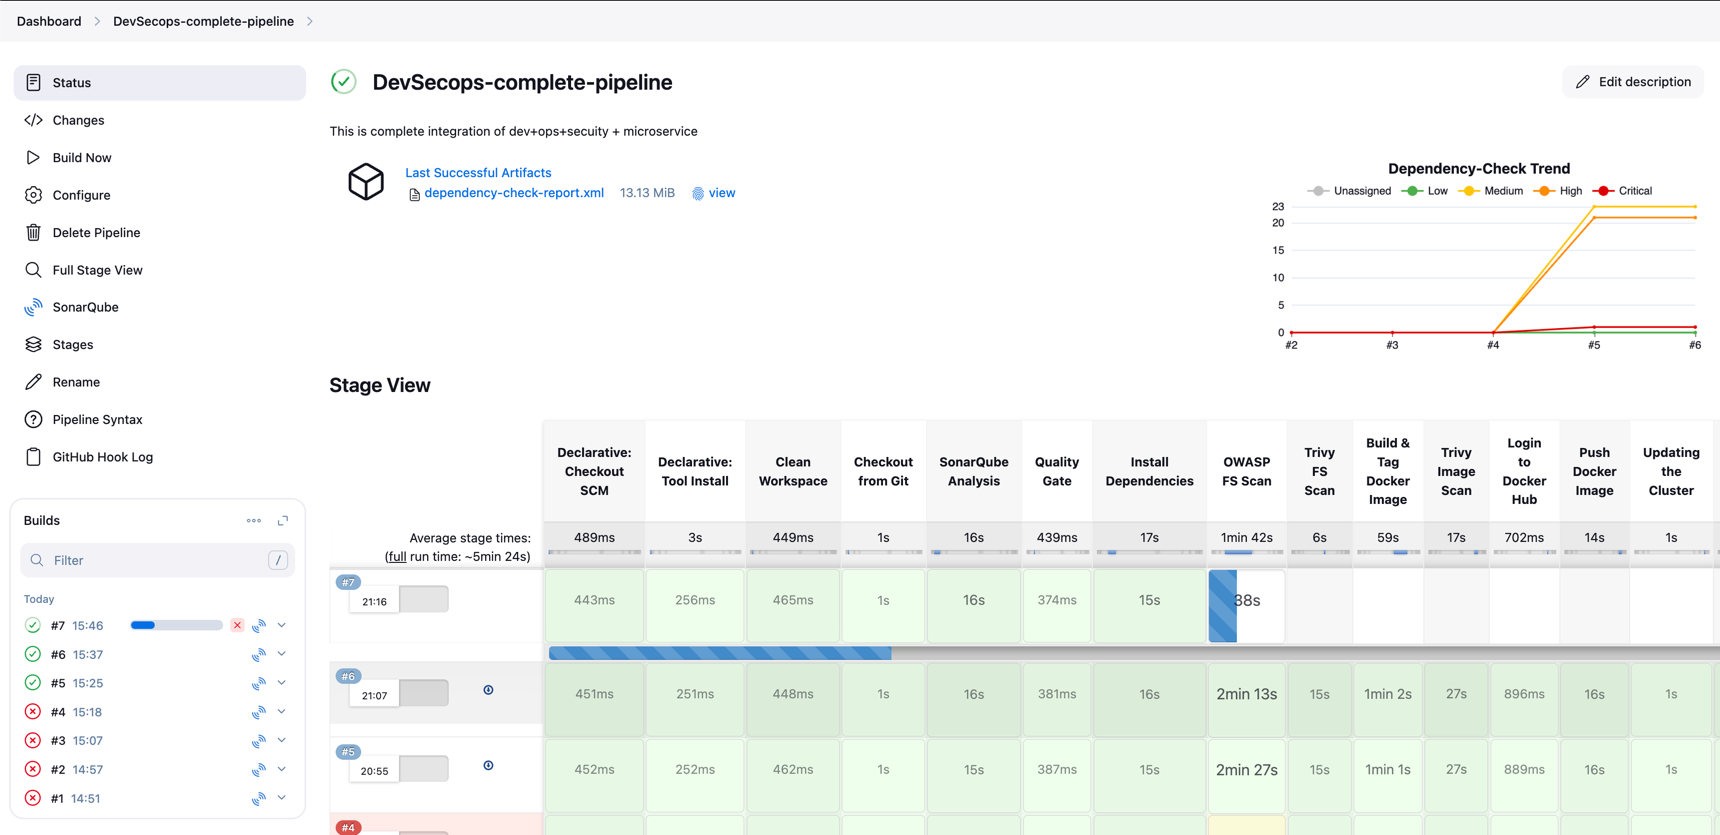 Dashboard
DevSecops-complete-pipeline
Status
Changes
Build Now
Configure
Delete Pipeline
Full Stage View
SonarQube
Stages
Rename
Pipeline Syntax
GitHub Hook Log
Builds
Filter
/
Today
#7 15:46
#6 15:37
#5 15:25
#4 15:18
#3 15:07
#2 14:57
#1 14:51
DevSecops-complete-pipeline
Edit description
This is complete integration of dev+ops+secuity + microservice
Last Successful Artifacts
dependency-check-report.xml 13.13 MiB view
Dependency-Check Trend
Unassigned Low Medium High Critical
23
20
15
10
5
0
#2 #3 #4 #5 #6
Stage View
Declarative: Checkout SCM
Declarative: Tool Install
Clean Workspace
Checkout from Git
SonarQube Analysis
Quality Gate
Install Dependencies
OWASP FS Scan
Trivy FS Scan
Build & Tag Docker Image
Trivy Image Scan
Login to Docker Hub
Push Docker Image
Updating the Cluster
Average stage times:
(full run time: ~5min 24s)
489ms 3s 449ms 1s 16s 439ms 17s 1min 42s 6s 59s 17s 702ms 14s 1s
#7
21:16
443ms 256ms 465ms 1s 16s 374ms 15s 38s
#6
21:07
451ms 251ms 448ms 1s 16s 381ms 16s 2min 13s 15s 1min 2s 27s 896ms 16s 1s
#5
20:55
452ms 252ms 462ms 1s 15s 387ms 15s 2min 27s 15s 1min 1s 27s 889ms 16s 1s
#4